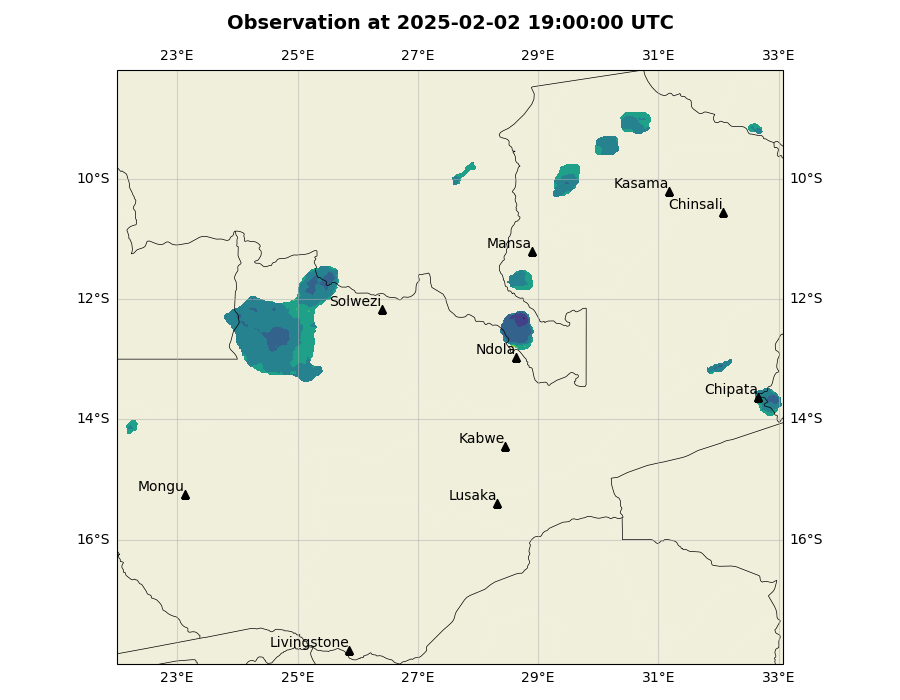 Observation at 2025-02-02 19:00:00 UTC
23°E 25°E 27°E 29°E 31°E 33°E
10°S 10°S
Kasama
Chinsali
Mansa
12°S 12°S
Solwezi
Ndola
Chipata
14°S 14°S
Kabwe
Mongu
Lusaka
16°S 16°S
Livingstone
23°E 25°E 27°E 29°E 31°E 33°E